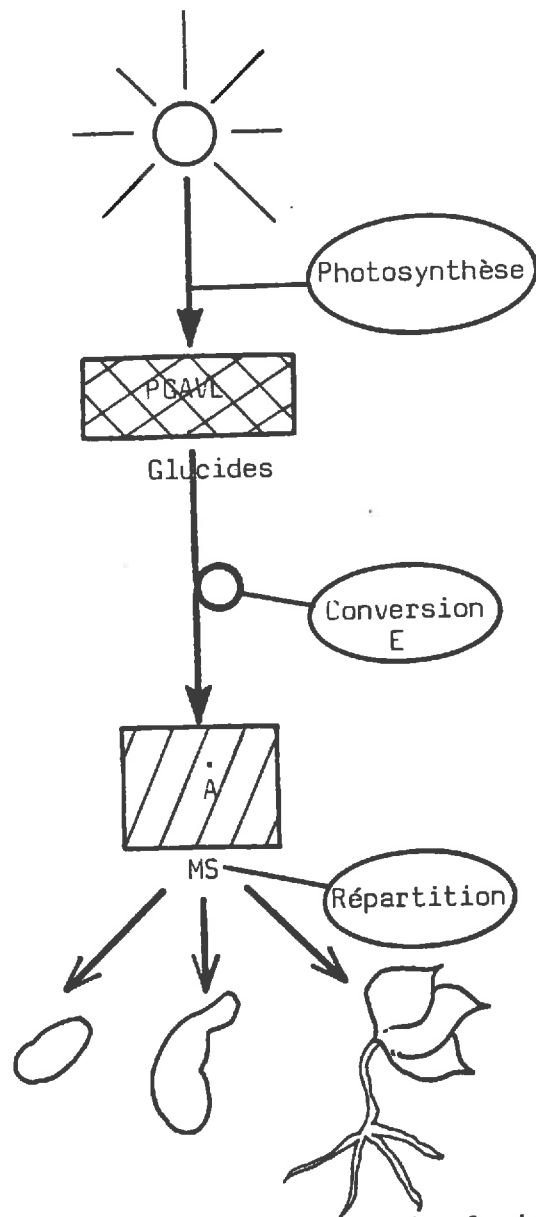 Photosynthèse
PGAVL
Glucides
Conversion
E
Ȧ
MS
Répartition